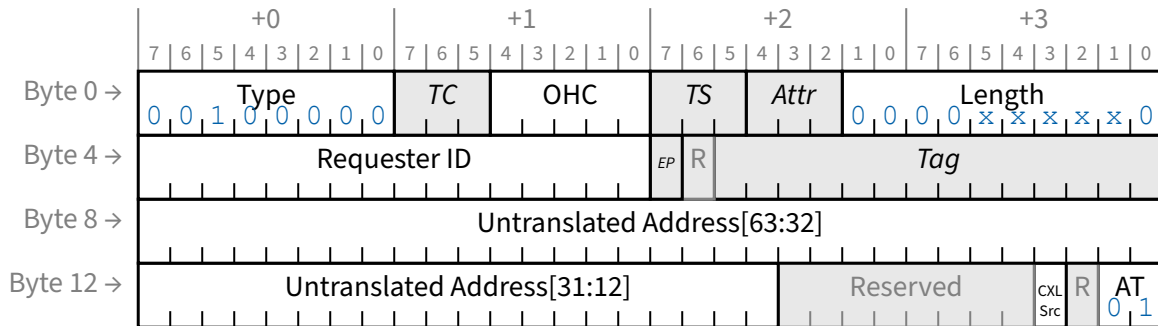 +0 +1 +2 +3
7 6 5 4 3 2 1 0 7 6 5 4 3 2 1 0 7 6 5 4 3 2 1 0 7 6 5 4 3 2 1 0
Byte 0 → Type TC OHC TS Attr Length
0 0 1 0 0 0 0 0 0 0 0 0 x x x x x 0
Byte 4 → Requester ID EP R Tag
Byte 8 → Untranslated Address[63:32]
Byte 12 → Untranslated Address[31:12] Reserved CXL Src R AT
0 1